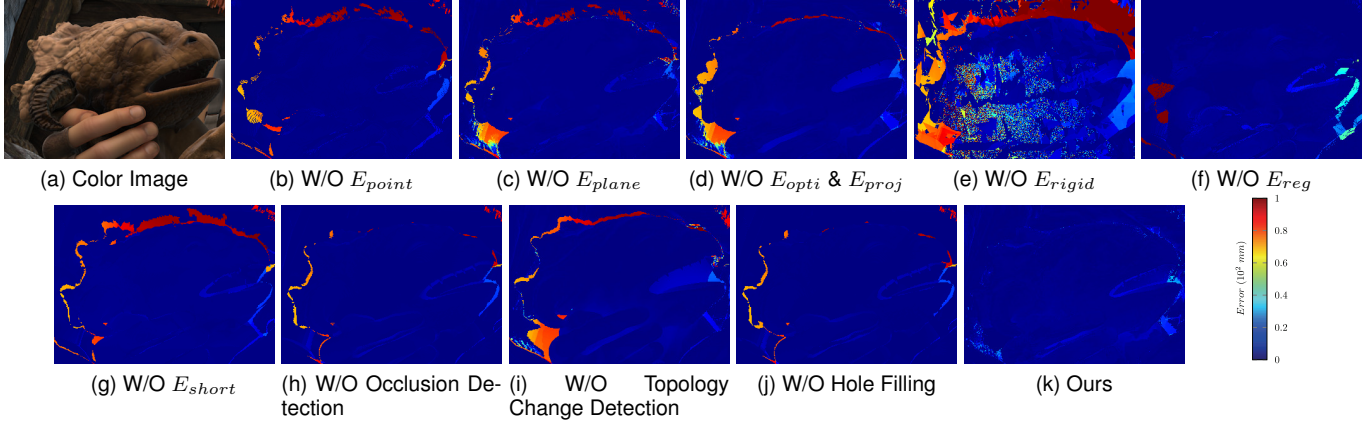 (a) Color Image
(b) W/O E_point
(c) W/O E_plane
(d) W/O E_opti & E_proj
(e) W/O E_rigid
(f) W/O E_reg
1
0.8
0.6
0.4
0.2
0
Error (10² mm)
(g) W/O E_short
(h) W/O Occlusion De-
tection
(i) W/O Topology
Change Detection
(j) W/O Hole Filling
(k) Ours